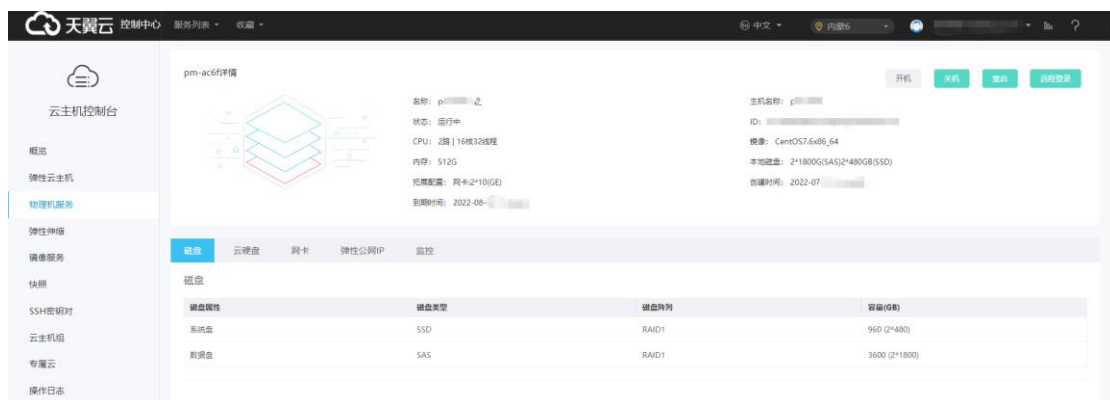 天翼云 控制中心 服务列表 收藏 中文 内蒙6
云主机控制台
概览
弹性云主机
物理机服务
弹性伸缩
镜像服务
快照
SSH密钥对
云主机组
专属云
操作日志
pm-ac6f详情
开机 关机 重启 远程登录
名称: p
状态: 运行中
CPU: 2路 | 16核32线程
内存: 512G
拓展配置: 网卡:2*10(GE)
到期时间: 2022-08-
主机名称: p
ID:
镜像: CentOS7.6x86_64
本地磁盘: 2*1800G(SAS)2*480GB(SSD)
创建时间: 2022-07
磁盘 云硬盘 网卡 弹性公网IP 监控
磁盘
磁盘属性 磁盘类型 磁盘阵列 容量(GB)
系统盘 SSD RAID1 960 (2*480)
数据盘 SAS RAID1 3600 (2*1800)